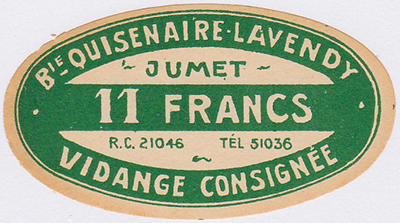 BIE QUISENAIRE-LAVENDY
JUMET
11 FRANCS
R.C. 21046 TÉL 51036
VIDANGE CONSIGNÉE